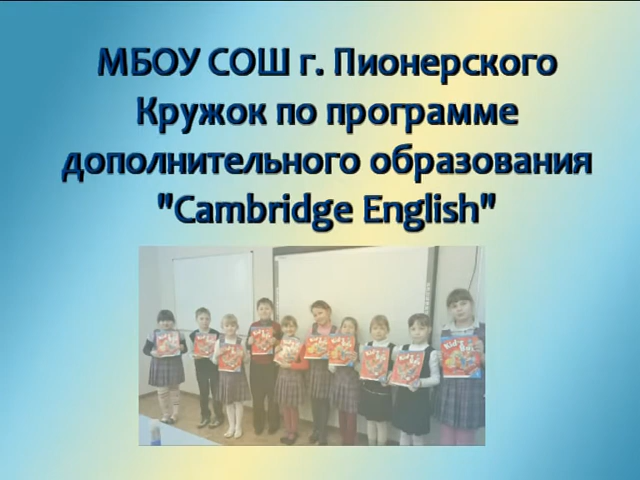 МБОУ СОШ г. Пионерского
Кружок по программе
дополнительного образования
"Cambridge English"